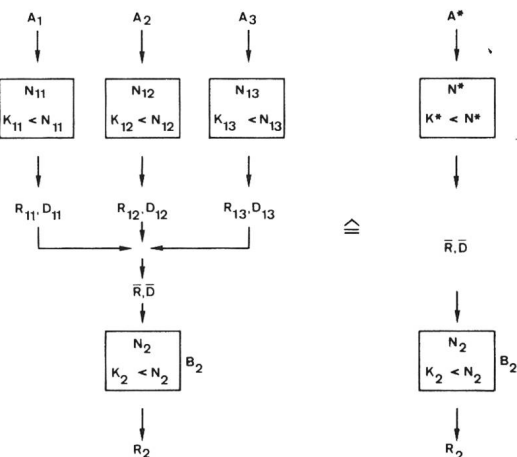 A₁ A₂ A₃ A*
N₁₁ N₁₂ N₁₃ N*
K₁₁ < N₁₁ K₁₂ < N₁₂ K₁₃ < N₁₃ K* < N*
R₁₁, D₁₁ R₁₂, D₁₂ R₁₃, D₁₃
≙
R̅, D̅
R̅, D̅
N₂ N₂
K₂ < N₂ B₂ K₂ < N₂ B₂
R₂ R₂